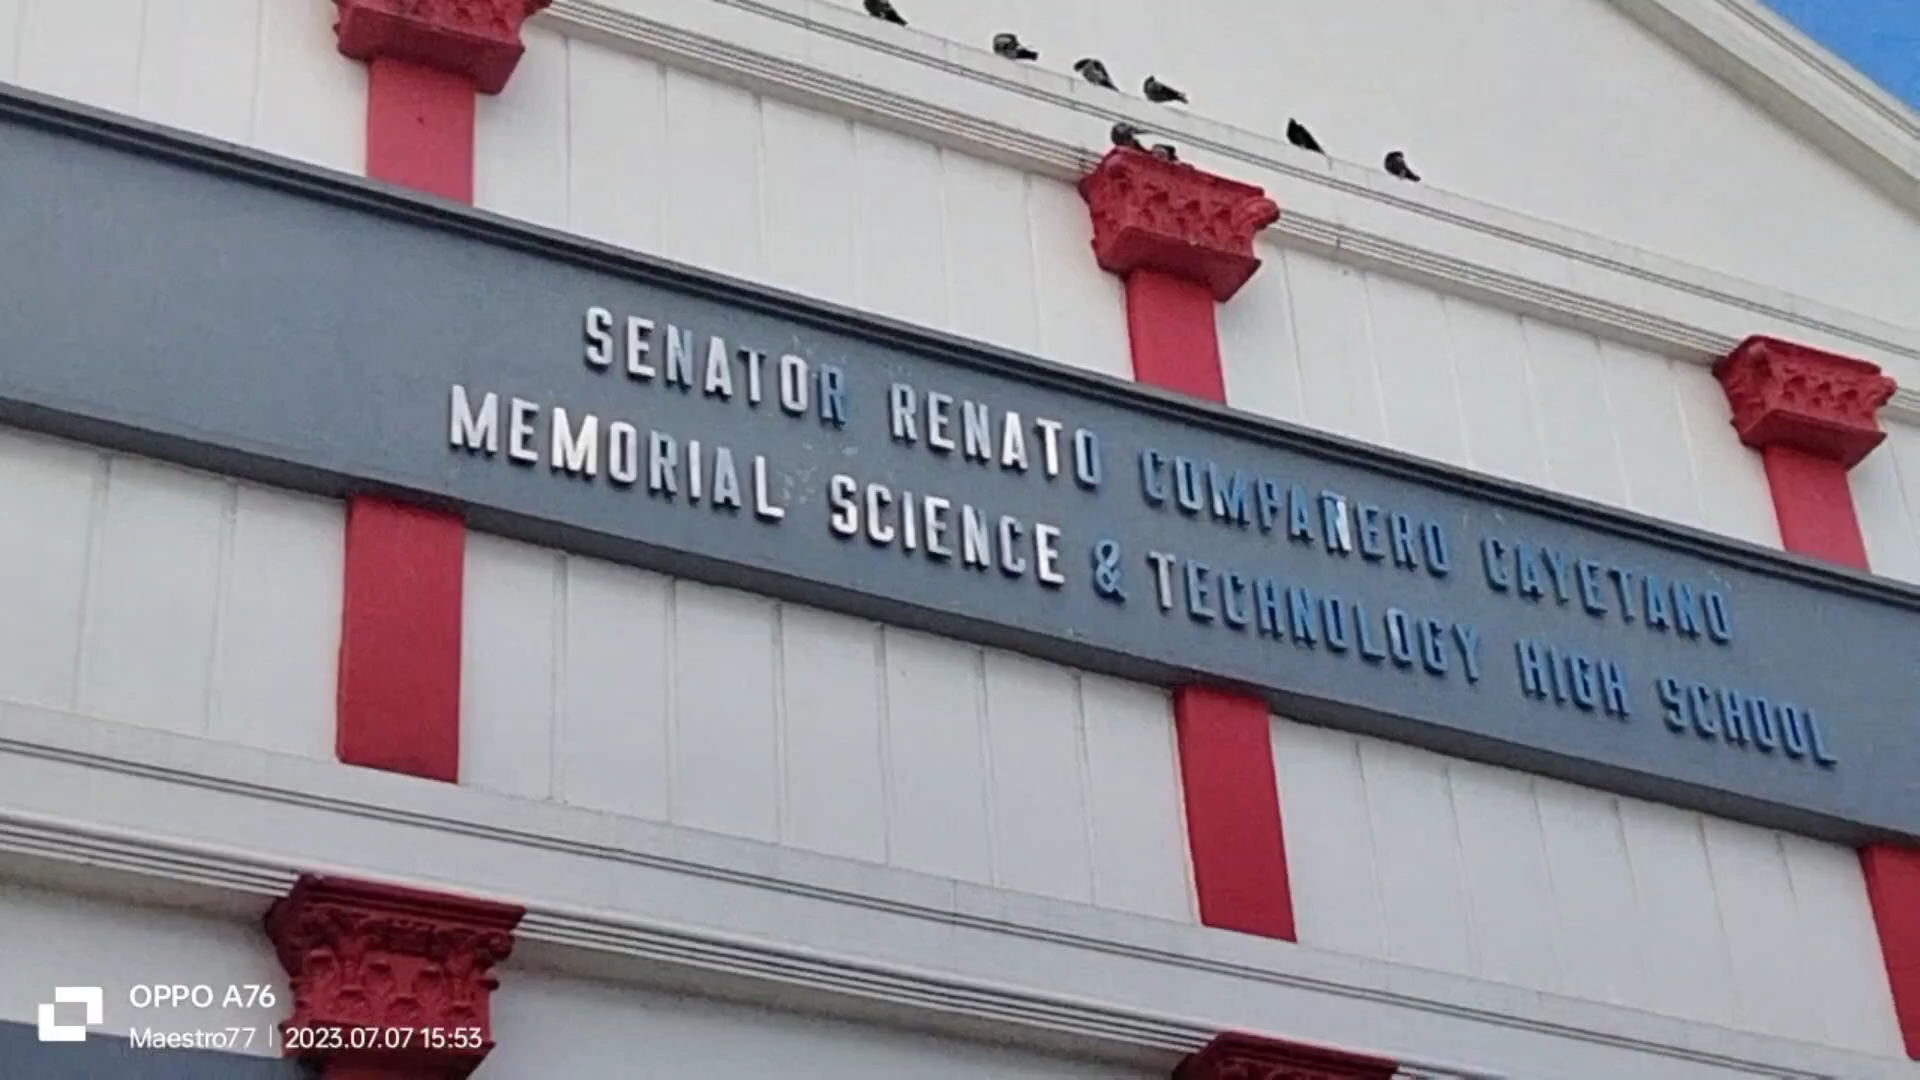 SENATOR RENATO COMPAÑERO CAYETANO
MEMORIAL SCIENCE & TECHNOLOGY HIGH SCHOOL
OPPO A76
Maestro77 | 2023.07.07 15:53